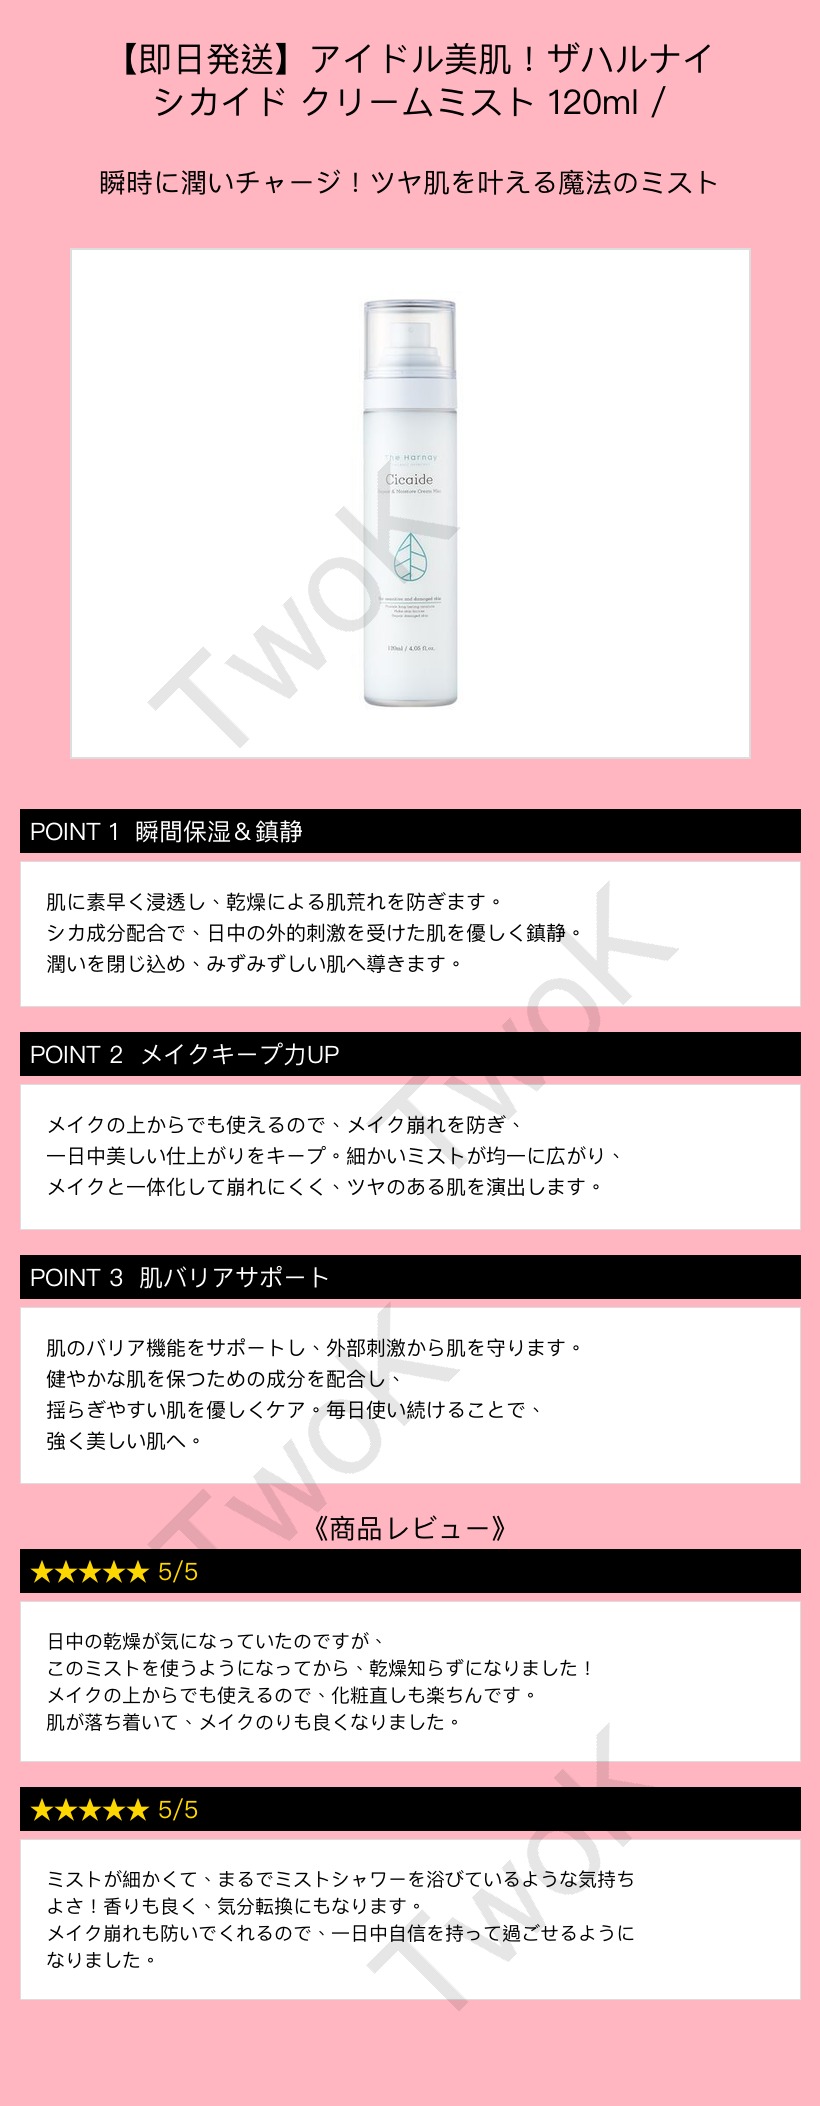 【即日発送】アイドル美肌！ザハルナイ
シカイド クリームミスト 120ml /
瞬時に潤いチャージ！ツヤ肌を叶える魔法のミスト
The Harnay
Cicaide
& Moisture Cream Mist
For sensitive and damaged skin
120ml / 4.05 fl.oz.
TwoK
POINT 1 瞬間保湿＆鎮静
肌に素早く浸透し、乾燥による肌荒れを防ぎます。
シカ成分配合で、日中の外的刺激を受けた肌を優しく鎮静。
潤いを閉じ込め、みずみずしい肌へ導きます。
TwoK
POINT 2 メイクキープ力UP
メイクの上からでも使えるので、メイク崩れを防ぎ、
一日中美しい仕上がりをキープ。細かいミストが均一に広がり、
メイクと一体化して崩れにくく、ツヤのある肌を演出します。
POINT 3 肌バリアサポート
肌のバリア機能をサポートし、外部刺激から肌を守ります。
健やかな肌を保つための成分を配合し、
揺らぎやすい肌を優しくケア。毎日使い続けることで、
強く美しい肌へ。
TwoK
《商品レビュー》
★★★★★ 5/5
日中の乾燥が気になっていたのですが、
このミストを使うようになってから、乾燥知らずになりました！
メイクの上からでも使えるので、化粧直しも楽ちんです。
肌が落ち着いて、メイクのりも良くなりました。
★★★★★ 5/5
ミストが細かくて、まるでミストシャワーを浴びているような気持ち
よさ！香りも良く、気分転換にもなります。
メイク崩れも防いでくれるので、一日中自信を持って過ごせるように
なりました。
TwoK